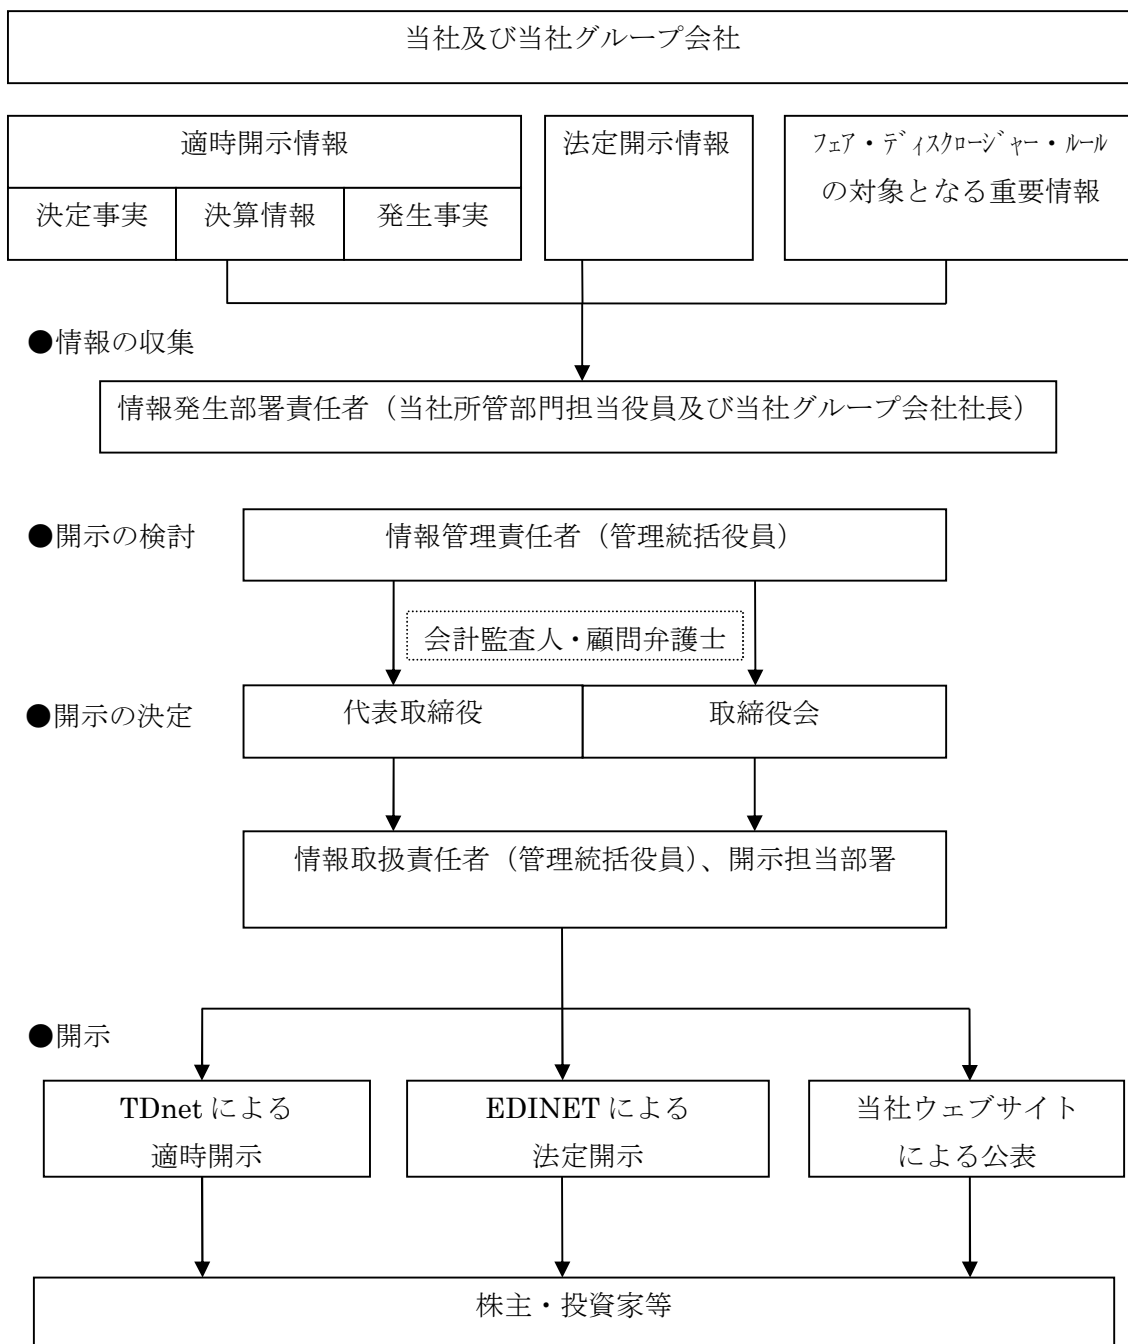 当社及び当社グループ会社
適時開示情報
決定事実
決算情報
発生事実
法定開示情報
フェア・ディスクロージャー・ルール
の対象となる重要情報
●情報の収集
情報発生部署責任者（当社所管部門担当役員及び当社グループ会社社長）
●開示の検討
情報管理責任者（管理統括役員）
会計監査人・顧問弁護士
●開示の決定
代表取締役
取締役会
情報取扱責任者（管理統括役員）、開示担当部署
●開示
TDnet による
適時開示
EDINET による
法定開示
当社ウェブサイト
による公表
株主・投資家等